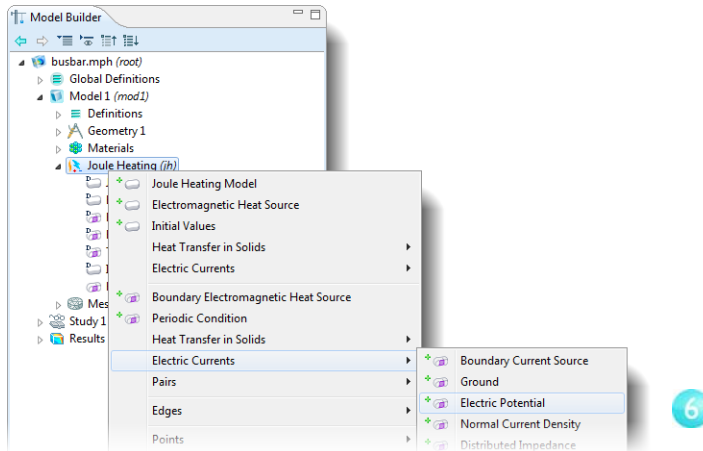 Model Builder
busbar.mph (root)
Global Definitions
Model 1 (mod1)
Definitions
Geometry 1
Materials
Joule Heating (jh)
Joule Heating Model
Electromagnetic Heat Source
Initial Values
Heat Transfer in Solids
Electric Currents
Boundary Electromagnetic Heat Source
Mes
Periodic Condition
Study 1
Results
Heat Transfer in Solids
Electric Currents
Boundary Current Source
Pairs
Ground
Electric Potential
Edges
Normal Current Density
Points
Distributed Impedance
6